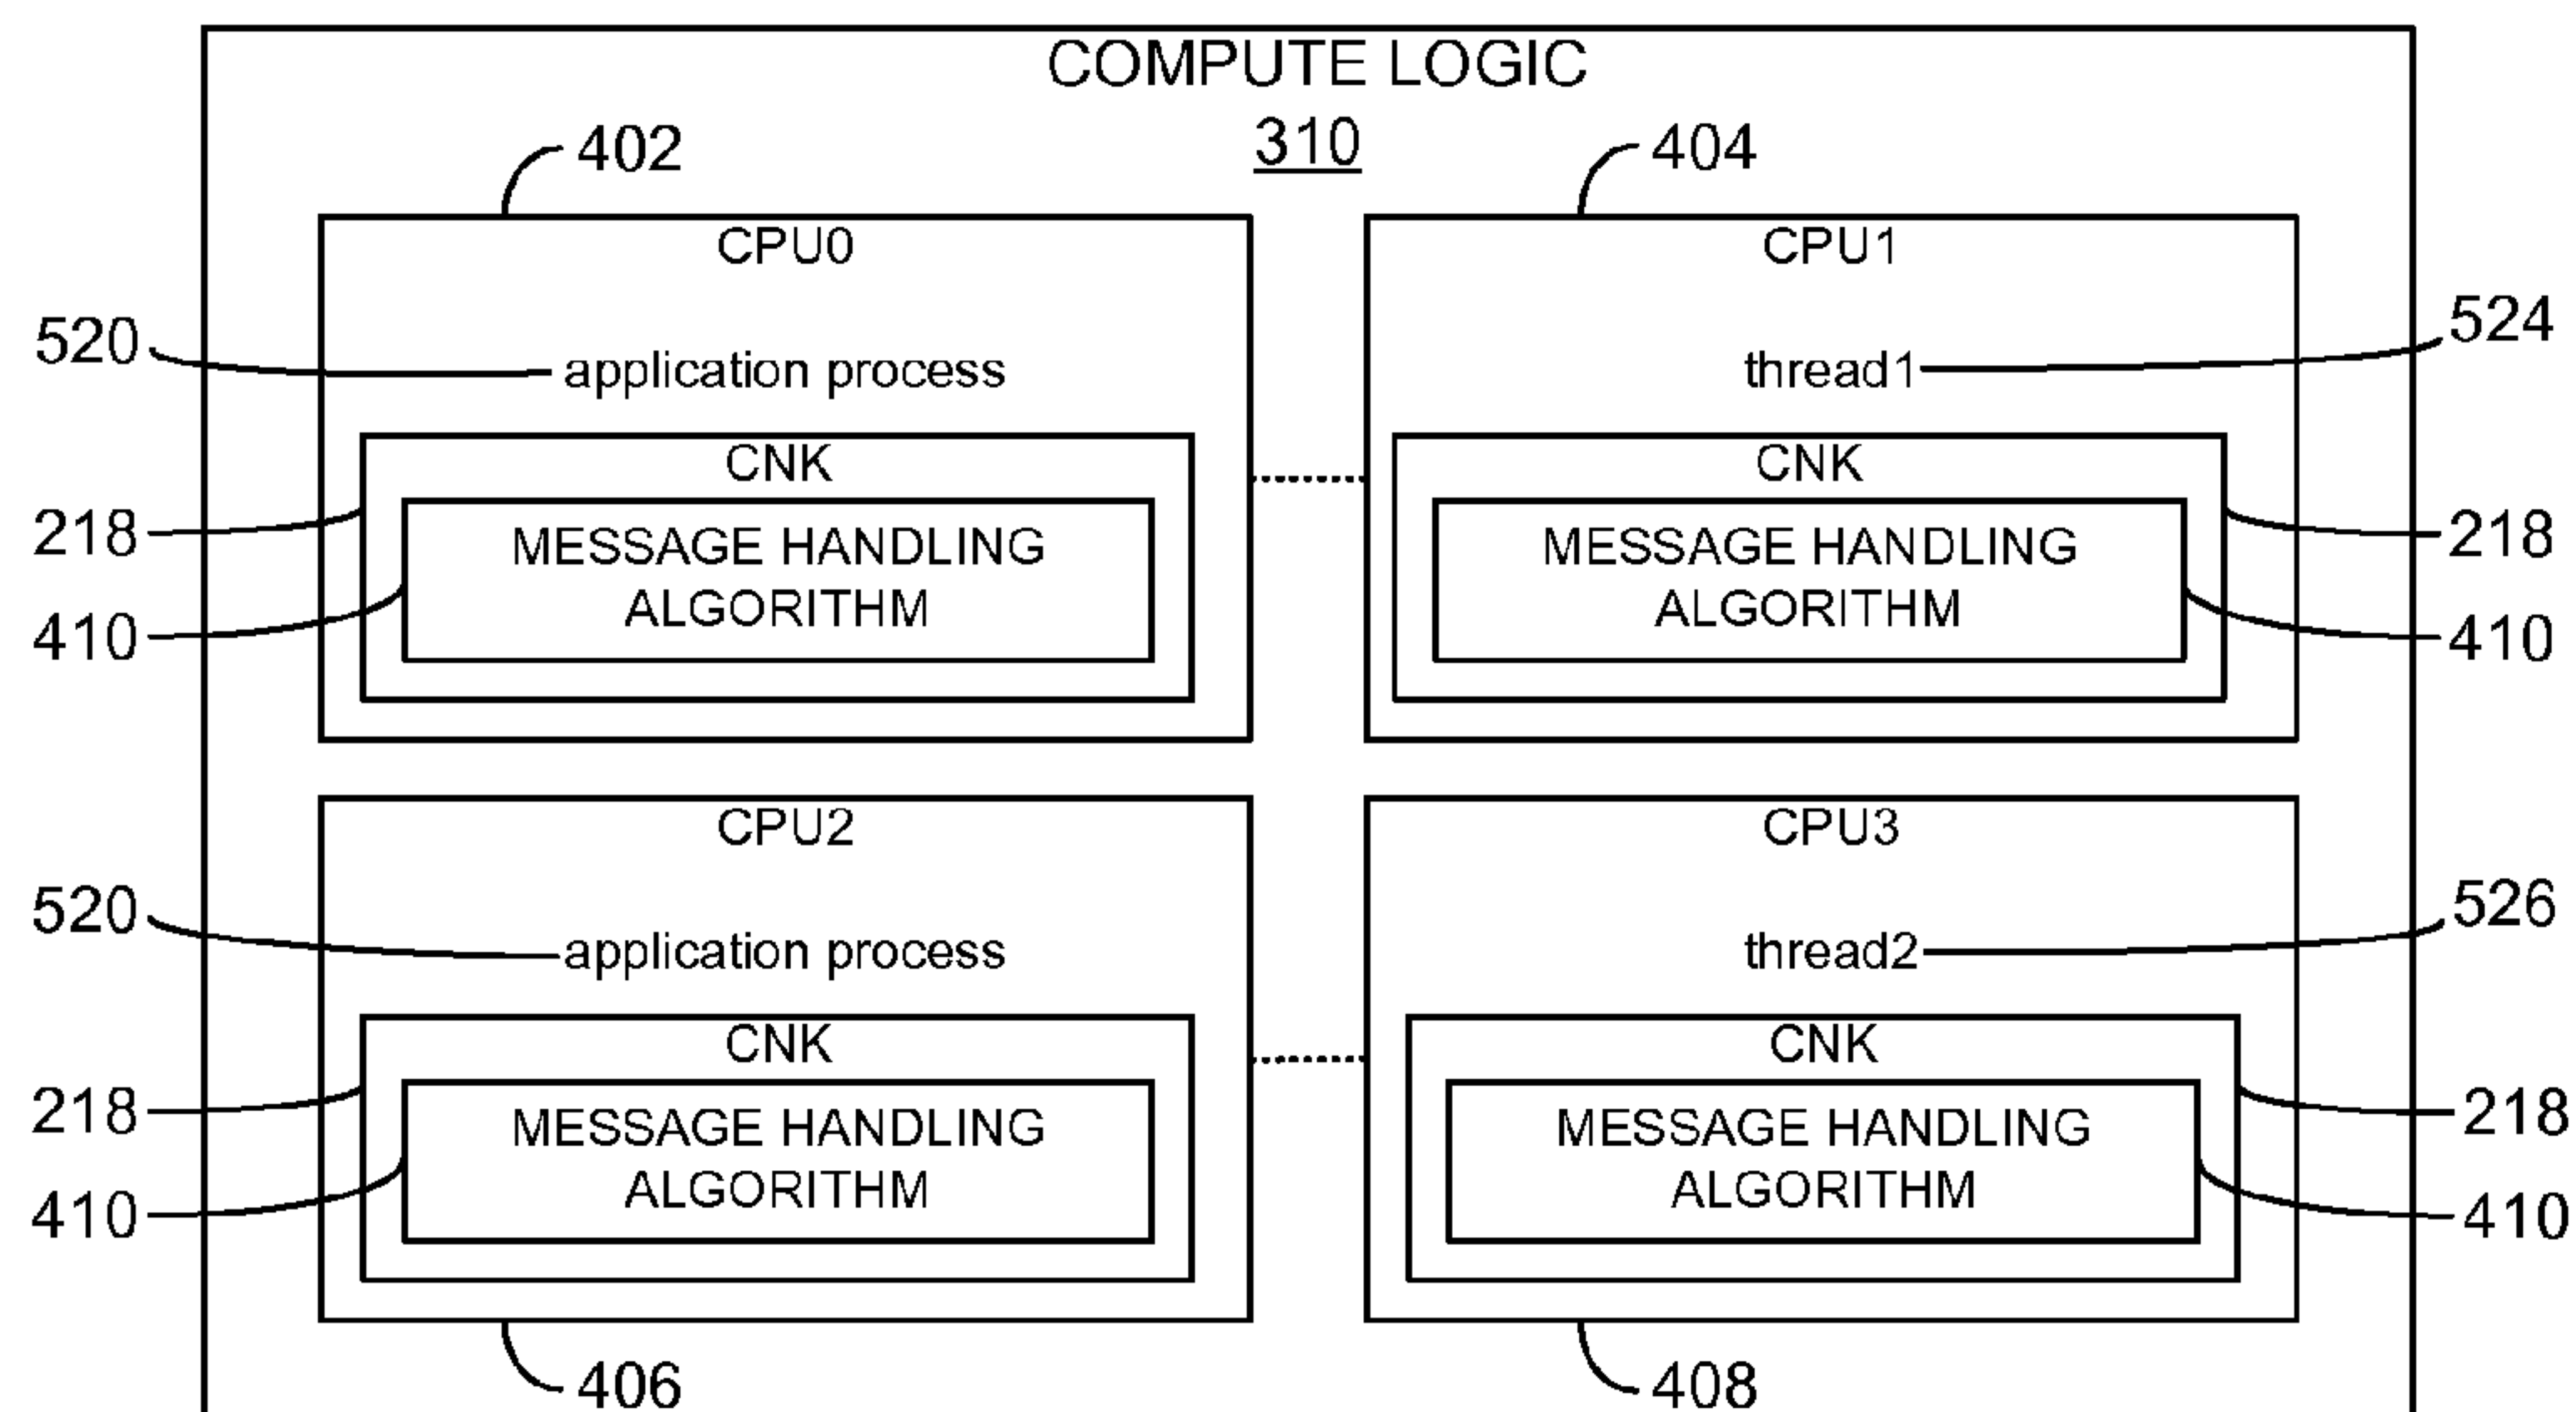 COMPUTE LOGIC
310
402
404
CPU0
CPU1
520
application process
thread1
524
CNK
CNK
218
MESSAGE HANDLING
ALGORITHM
MESSAGE HANDLING
ALGORITHM
218
410
410
CPU2
CPU3
520
application process
thread2
526
CNK
CNK
218
MESSAGE HANDLING
ALGORITHM
MESSAGE HANDLING
ALGORITHM
218
410
410
406
408